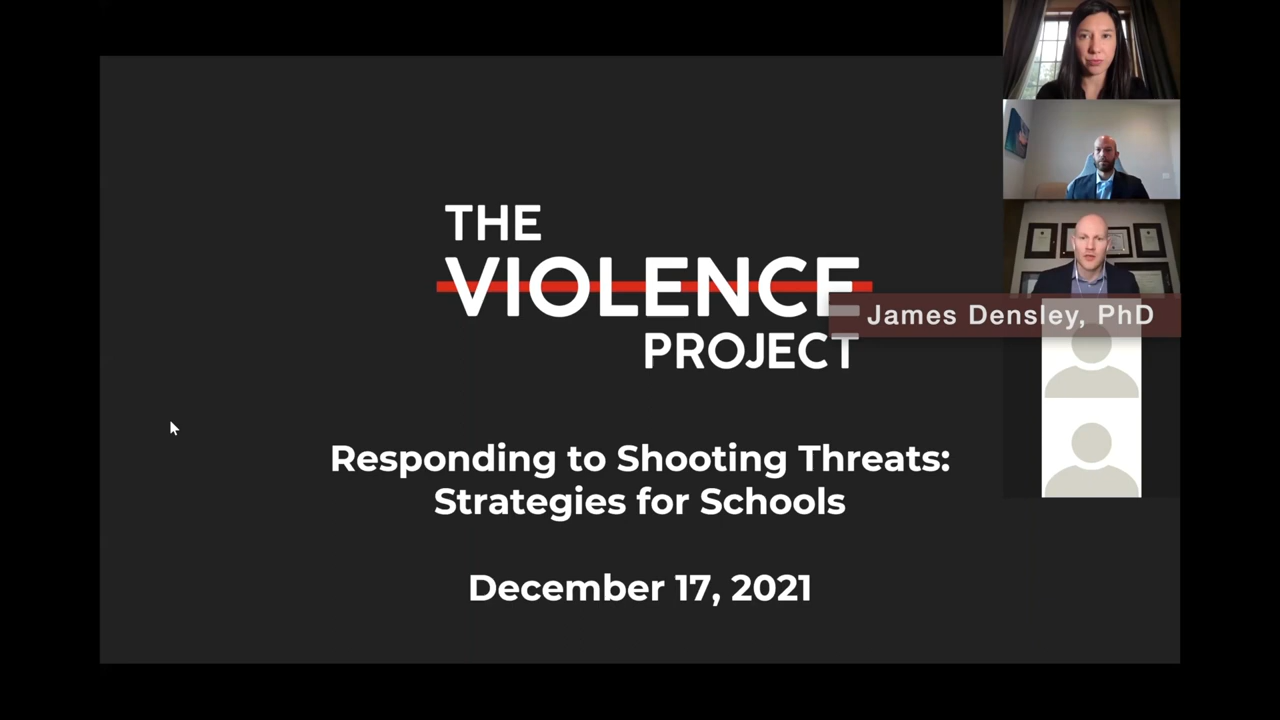 THE
VIOLENCE
PROJECT
James Densley, PhD
Responding to Shooting Threats:
Strategies for Schools
December 17, 2021